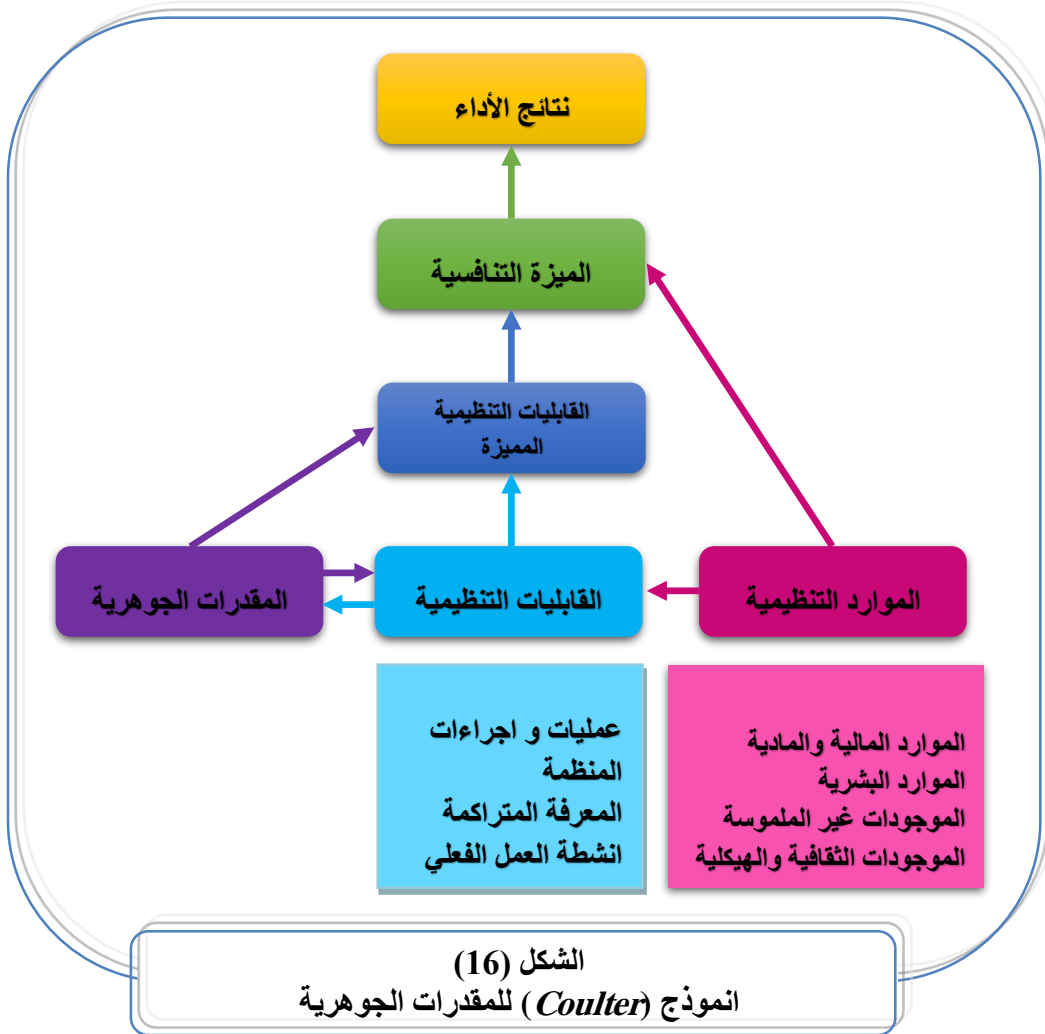 نتائج الأداء
الميزة التنافسية
القابليات التنظيمية
المميزة
الموارد التنظيمية
القابليات التنظيمية
المقدرات الجوهرية
الموارد المالية والمادية
الموارد البشرية
الموجودات غير الملموسة
الموجودات الثقافية والهيكلية
عمليات و اجراءات
المنظمة
المعرفة المتراكمة
انشطة العمل الفعلي
الشكل (16)
انموذج (Coulter) للمقدرات الجوهرية